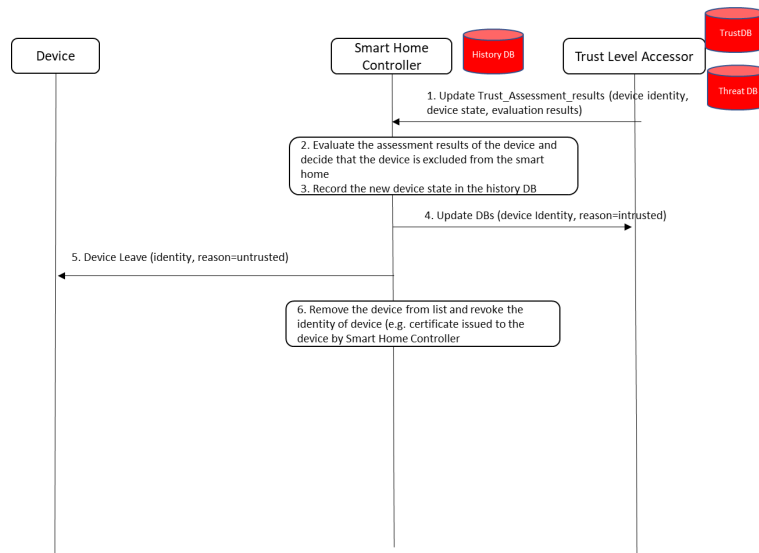 TrustDB
Device
Smart Home
Controller
History DB
Trust Level Accessor
Threat DB
1. Update Trust_Assessment_results (device identity,
device state, evaluation results)
2. Evaluate the assessment results of the device and
decide that the device is excluded from the smart
home
3. Record the new device state in the history DB
4. Update DBs (device Identity, reason=intrusted)
5. Device Leave (identity, reason=untrusted)
6. Remove the device from list and revoke the
identity of device (e.g. certificate issued to the
device by Smart Home Controller